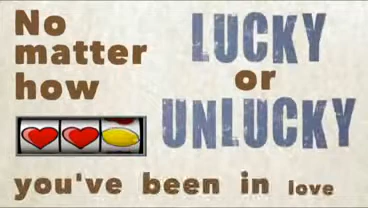 No
matter
how
LUCKY
or
UNLUCKY
you've been in love